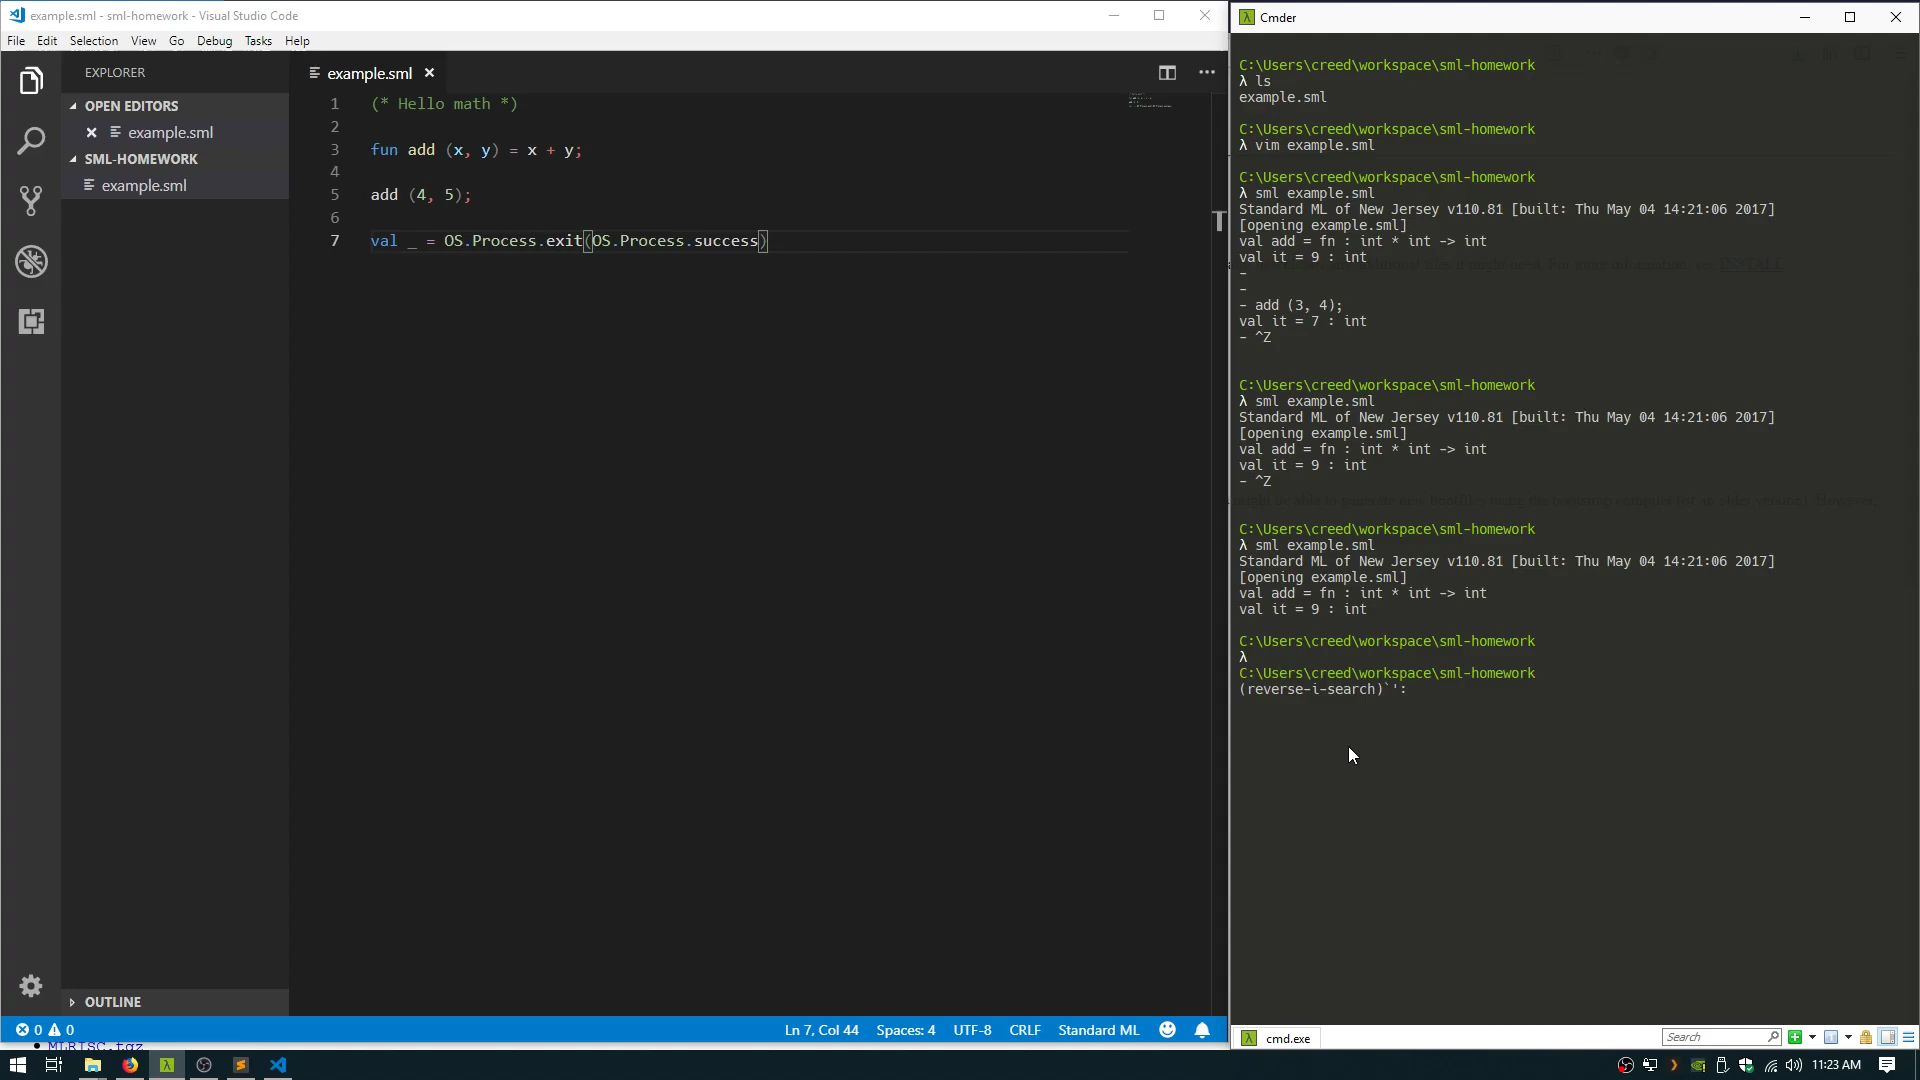 example.sml - sml-homework - Visual Studio Code
File Edit Selection View Go Debug Tasks Help
EXPLORER
OPEN EDITORS
example.sml
SML-HOMEWORK
example.sml
OUTLINE
example.sml
1 (* Hello math *)
2
3 fun add (x, y) = x + y;
4
5 add (4, 5);
6
7 val _ = OS.Process.exit(OS.Process.success)
0 0
Ln 7, Col 44 Spaces: 4 UTF-8 CRLF Standard ML
MLRISC.tgz
Cmder
C:\Users\creed\workspace\sml-homework
λ ls
example.sml
C:\Users\creed\workspace\sml-homework
λ vim example.sml
C:\Users\creed\workspace\sml-homework
λ sml example.sml
Standard ML of New Jersey v110.81 [built: Thu May 04 14:21:06 2017]
[opening example.sml]
val add = fn : int * int -> int
val it = 9 : int
-
-
- add (3, 4);
val it = 7 : int
- ^Z
C:\Users\creed\workspace\sml-homework
λ sml example.sml
Standard ML of New Jersey v110.81 [built: Thu May 04 14:21:06 2017]
[opening example.sml]
val add = fn : int * int -> int
val it = 9 : int
- ^Z
C:\Users\creed\workspace\sml-homework
λ sml example.sml
Standard ML of New Jersey v110.81 [built: Thu May 04 14:21:06 2017]
[opening example.sml]
val add = fn : int * int -> int
val it = 9 : int
C:\Users\creed\workspace\sml-homework
λ
C:\Users\creed\workspace\sml-homework
(reverse-i-search)`':
cmd.exe
Search
11:23 AM